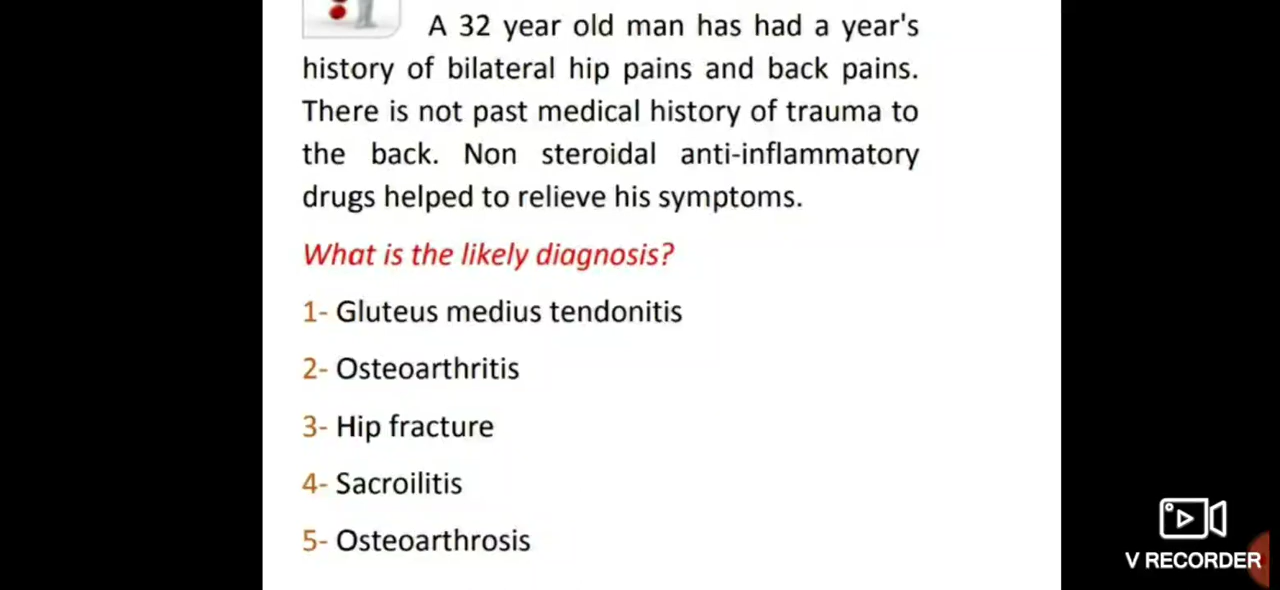 A 32 year old man has had a year's
history of bilateral hip pains and back pains.
There is not past medical history of trauma to
the back. Non steroidal anti-inflammatory
drugs helped to relieve his symptoms.
What is the likely diagnosis?
1- Gluteus medius tendonitis
2- Osteoarthritis
3- Hip fracture
4- Sacroilitis
5- Osteoarthrosis
V RECORDER